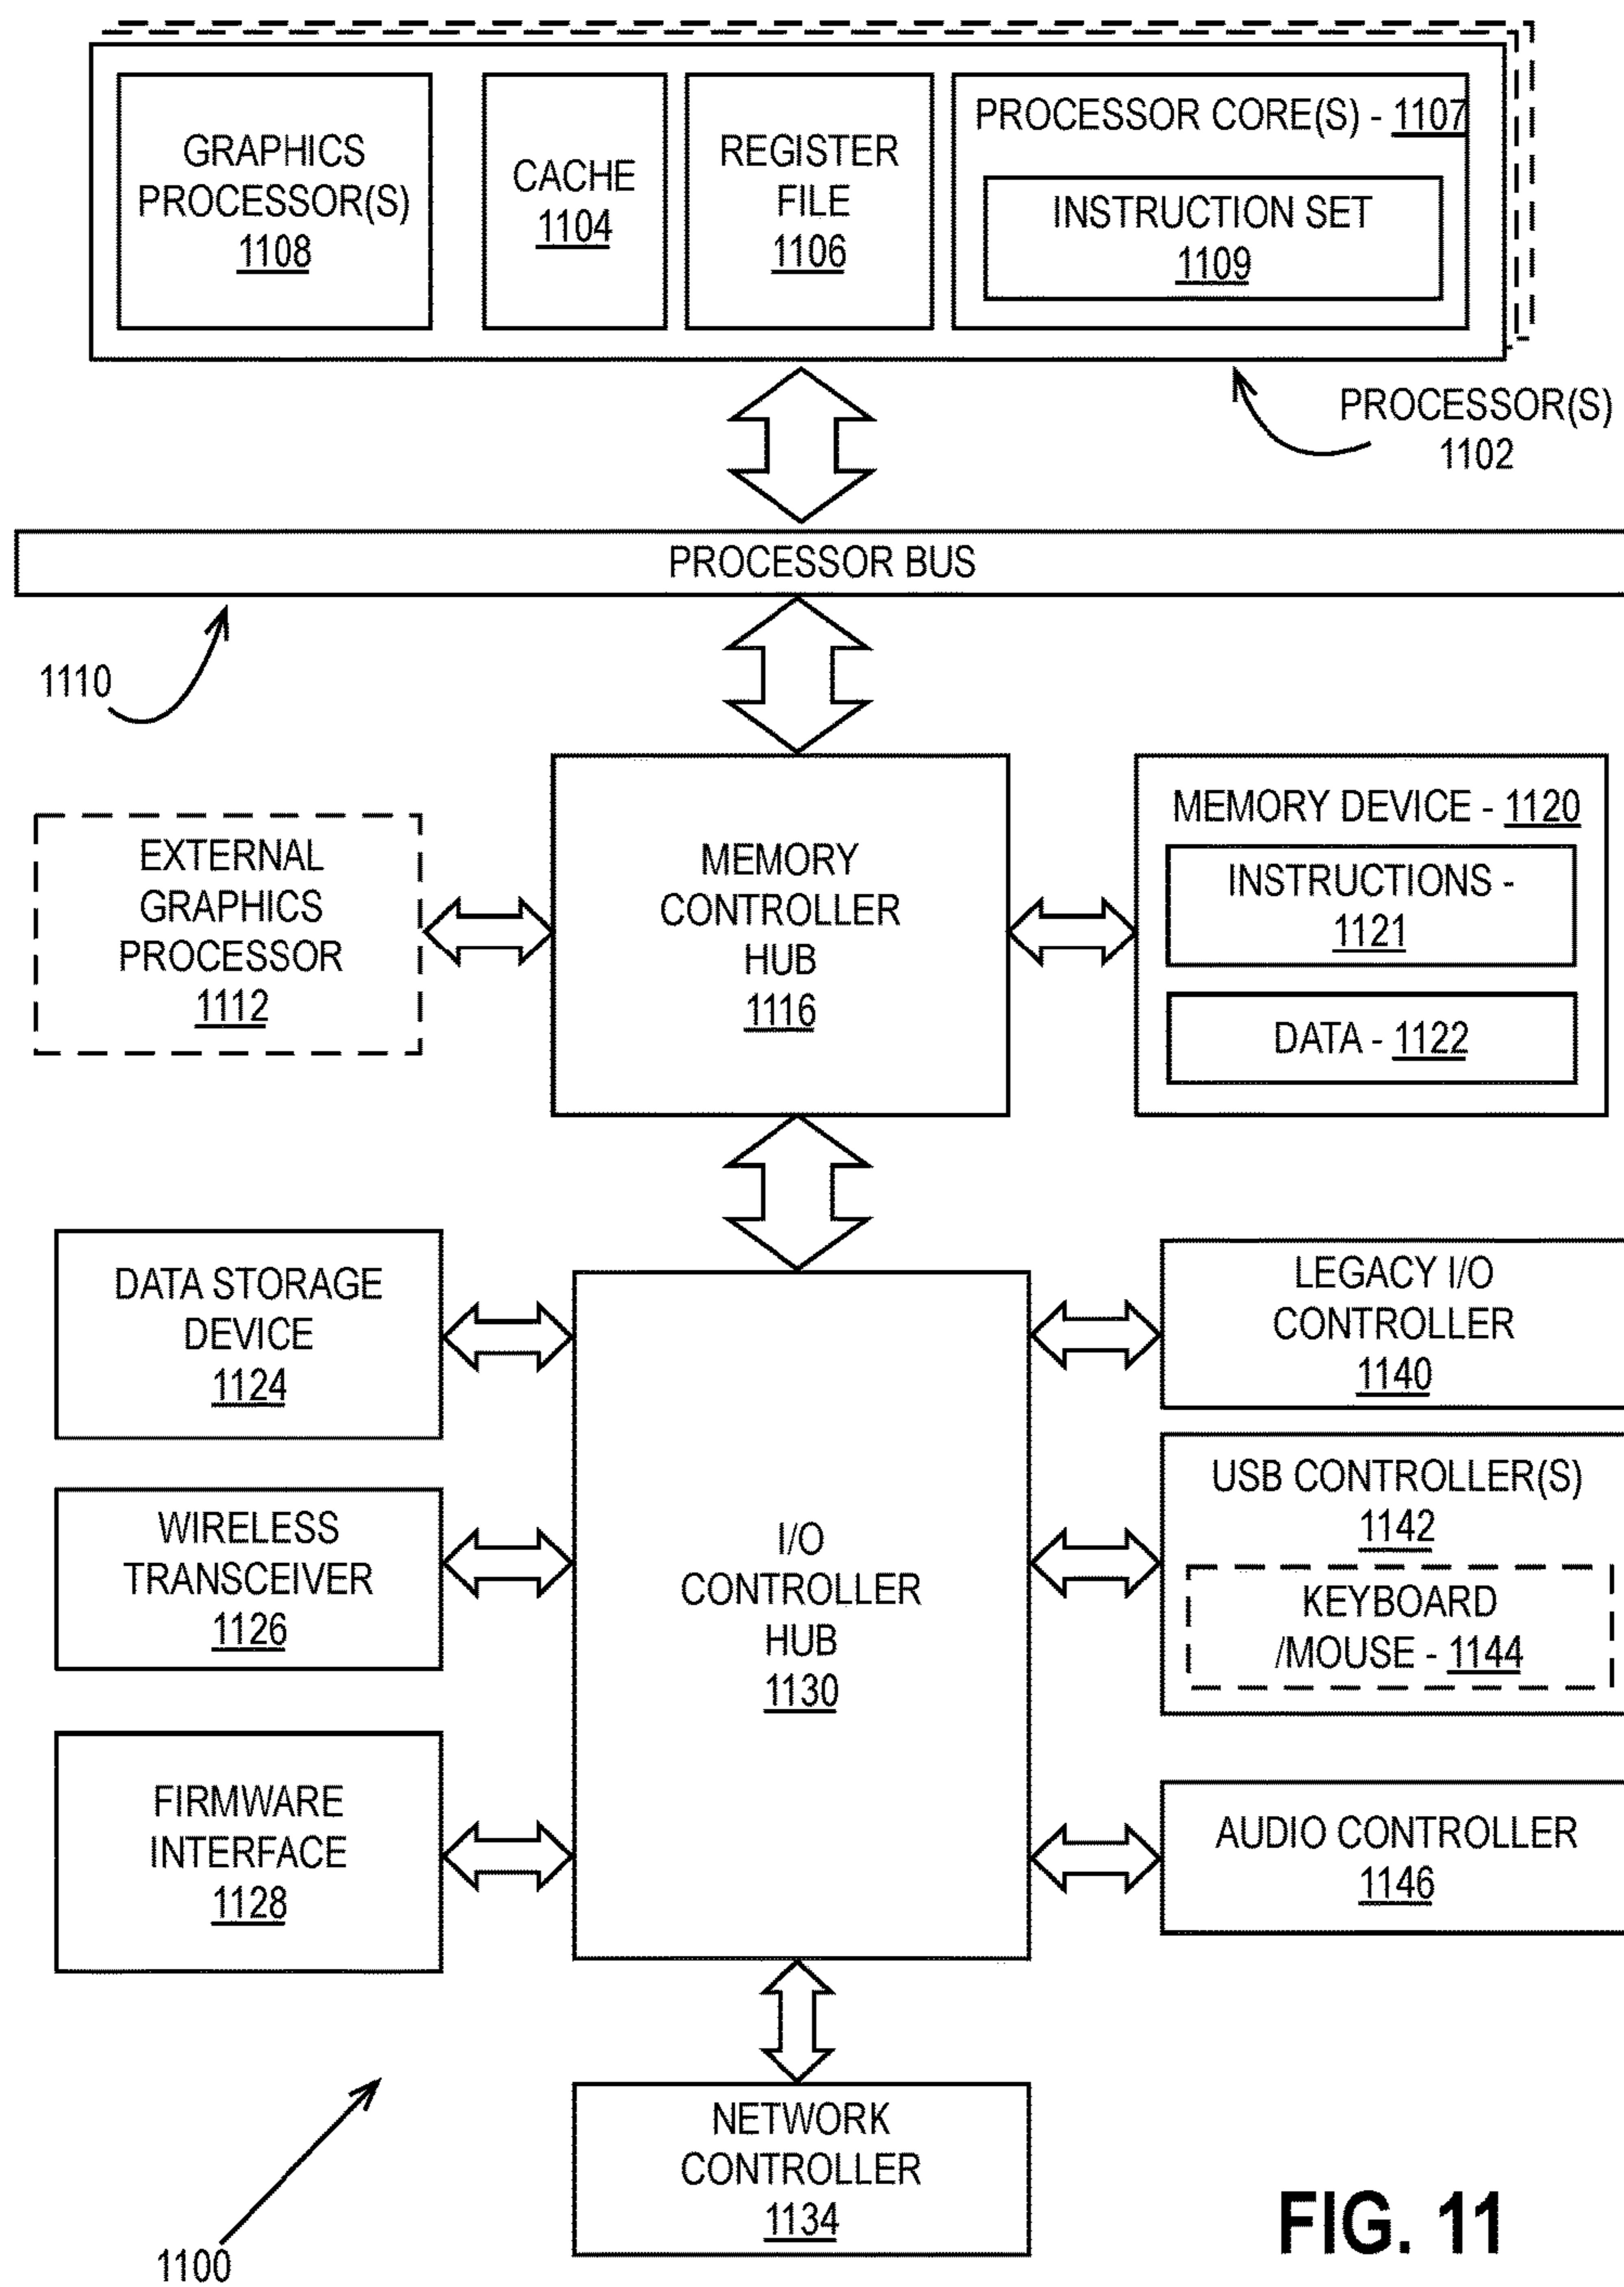 GRAPHICS
PROCESSOR(S)
1108
CACHE
1104
REGISTER
FILE
1106
PROCESSOR CORE(S) - 1107
INSTRUCTION SET
1109
PROCESSOR(S)
1102
PROCESSOR BUS
1110
EXTERNAL
GRAPHICS
PROCESSOR
1112
MEMORY
CONTROLLER
HUB
1116
MEMORY DEVICE - 1120
INSTRUCTIONS -
1121
DATA - 1122
DATA STORAGE
DEVICE
1124
LEGACY I/O
CONTROLLER
1140
WIRELESS
TRANSCEIVER
1126
I/O
CONTROLLER
HUB
1130
USB CONTROLLER(S)
1142
KEYBOARD
/MOUSE - 1144
FIRMWARE
INTERFACE
1128
AUDIO CONTROLLER
1146
NETWORK
CONTROLLER
1134
1100
FIG. 11